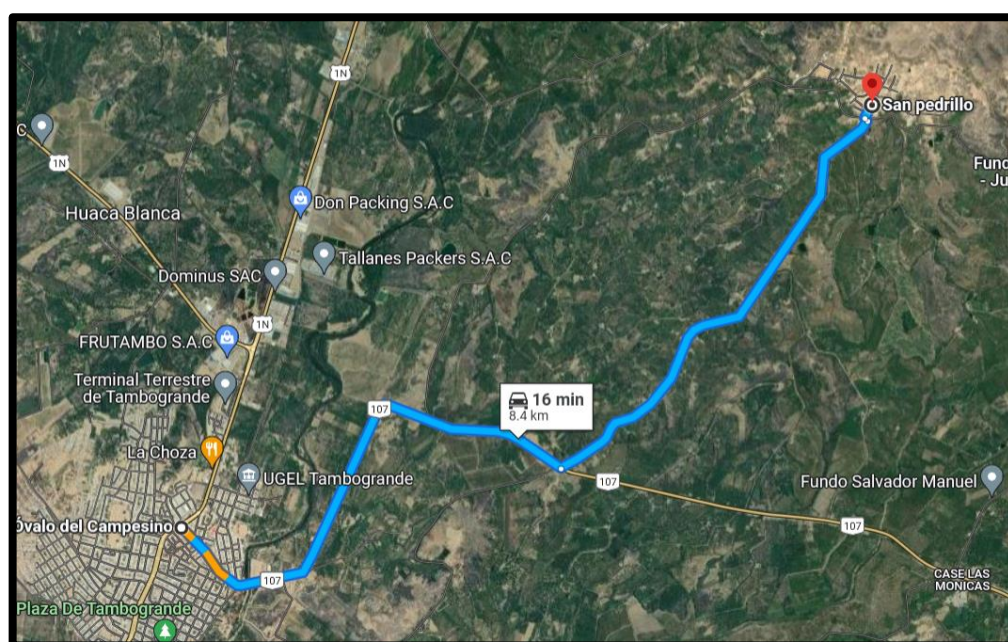 1N
San pedrillo
C
1N
Fund
- Ju
Huaca Blanca
Don Packing S.A.C
Tallanes Packers S.A.C
Dominus SAC
1N
FRUTAMBO S.A.C
Terminal Terrestre
de Tambogrande
16 min
8.4 km
107
La Choza
UGEL Tambogrande
107
Fundo Salvador Manuel
Óvalo del Campesino
107
107
CASE LAS
MONICAS
Plaza De Tambogrande